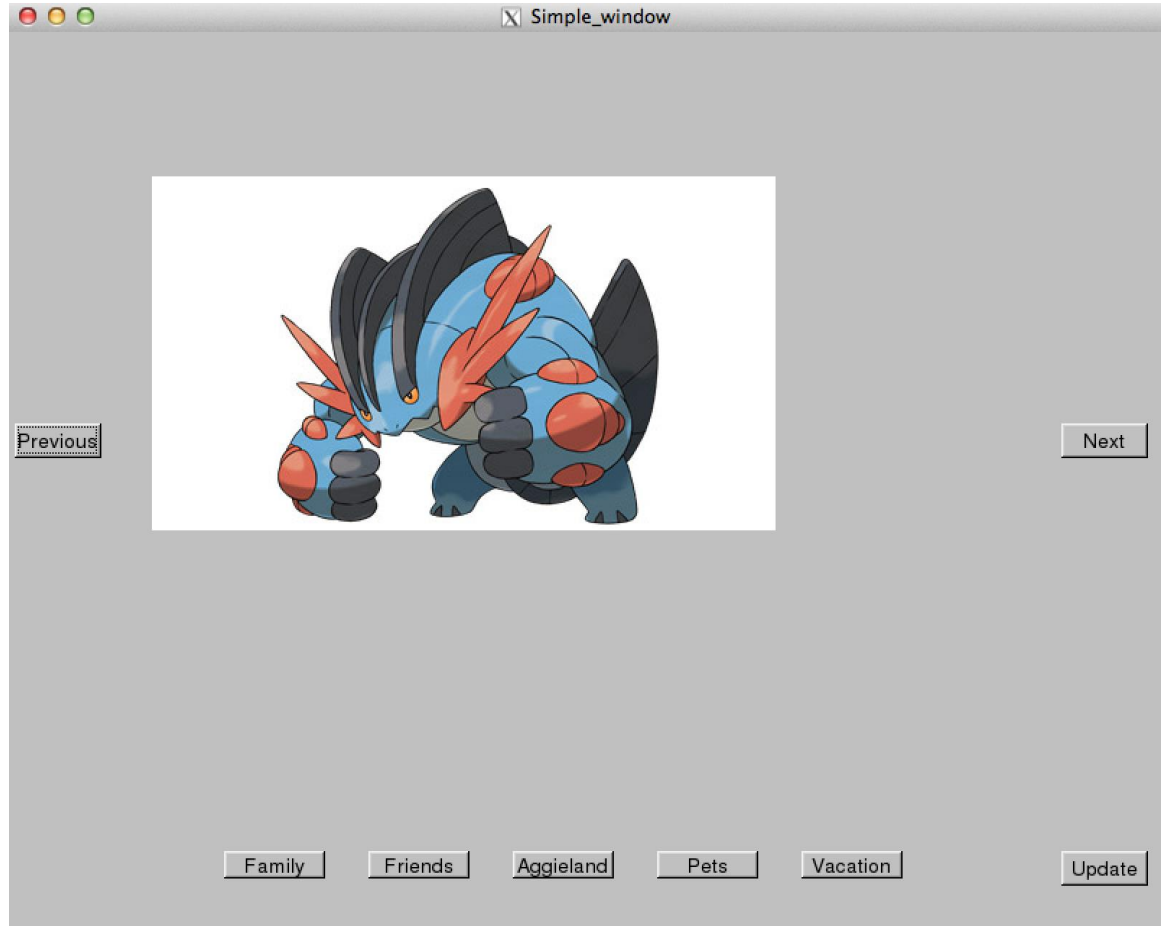 Simple_window
Previous
Next
Family Friends Aggieland Pets Vacation Update